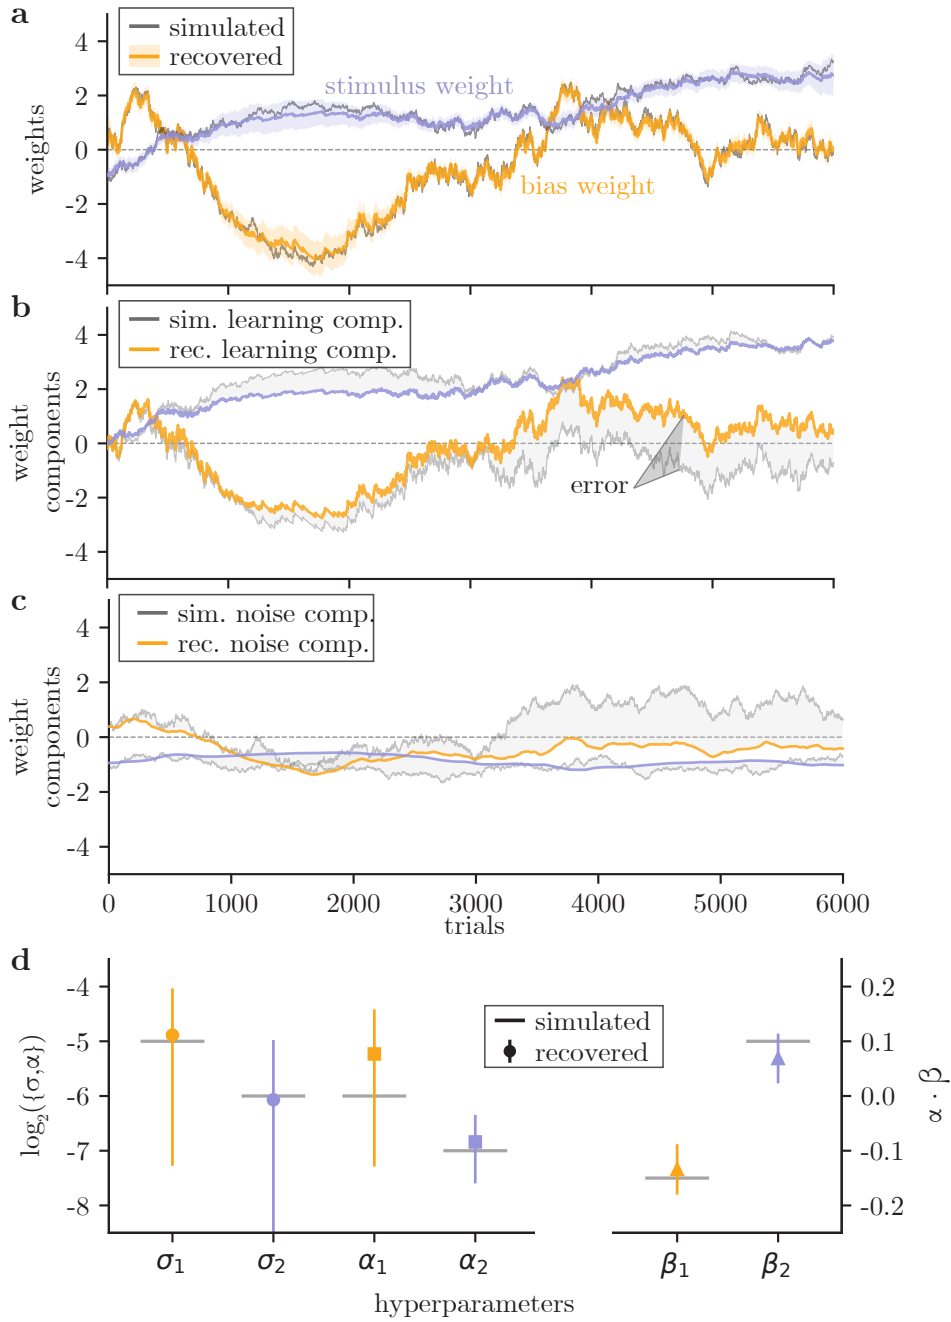 a
simulated
recovered
stimulus weight
bias weight
weights
4
2
0
-2
-4
b
sim. learning comp.
rec. learning comp.
error
weight
components
4
2
0
-2
-4
c
sim. noise comp.
rec. noise comp.
weight
components
4
2
0
-2
-4
0 1000 2000 3000 4000 5000 6000
trials
d
simulated
recovered
log₂({σ,α})
-4
-5
-6
-7
-8
0.2
0.1
0.0
-0.1
-0.2
α · β
σ₁ σ₂ α₁ α₂ β₁ β₂
hyperparameters